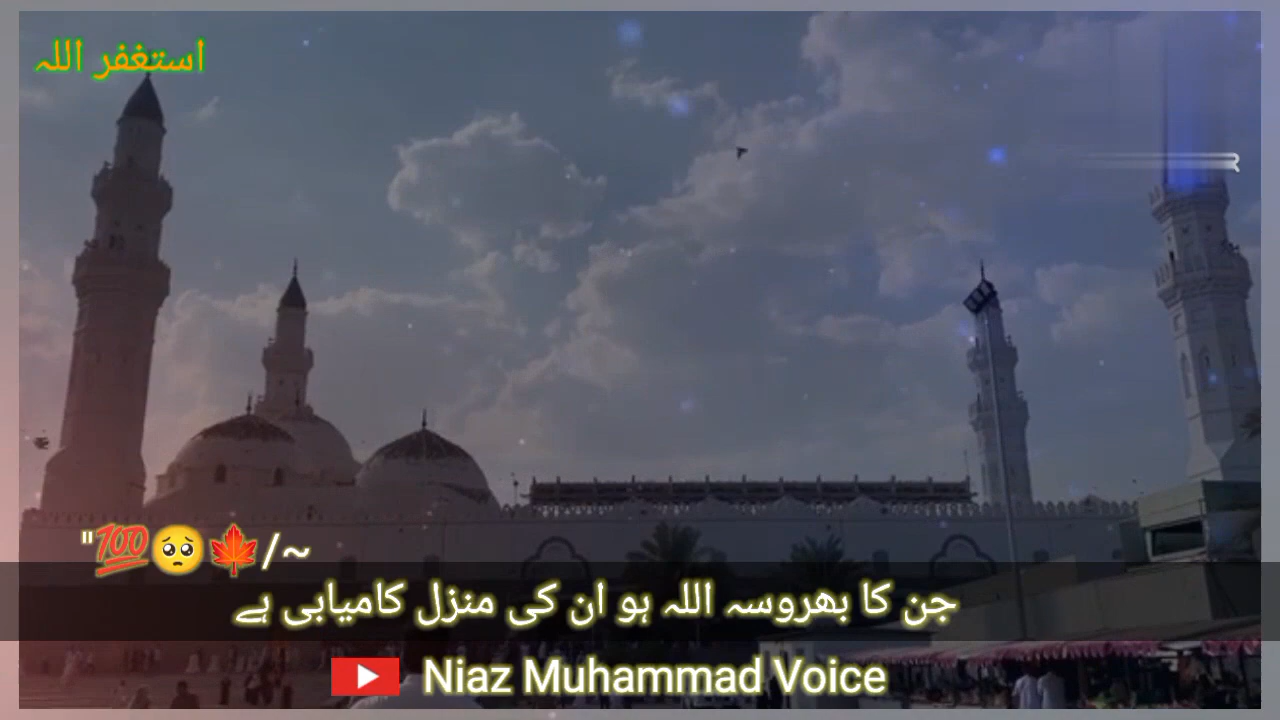 استغفر اللہ
"💯🥺🍁/~
جن کا بھروسہ اللہ ہو ان کی منزل کامیابی ہے
Niaz Muhammad Voice